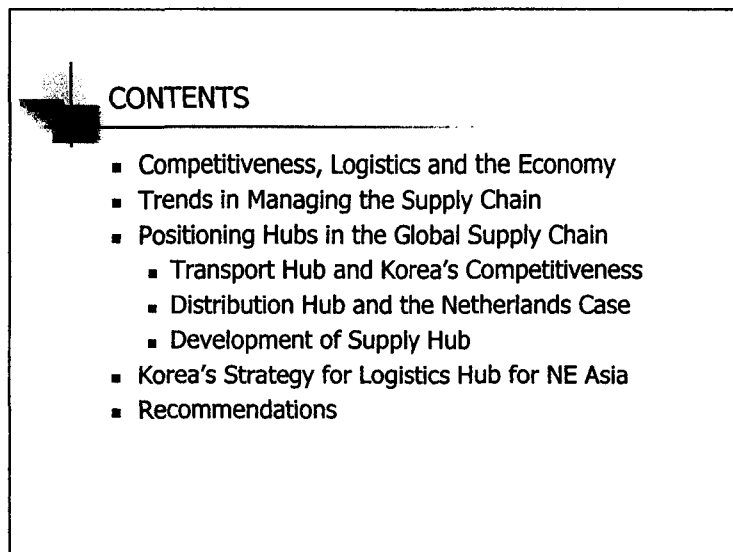 CONTENTS
▪ Competitiveness, Logistics and the Economy
▪ Trends in Managing the Supply Chain
▪ Positioning Hubs in the Global Supply Chain
▪ Transport Hub and Korea's Competitiveness
▪ Distribution Hub and the Netherlands Case
▪ Development of Supply Hub
▪ Korea's Strategy for Logistics Hub for NE Asia
▪ Recommendations